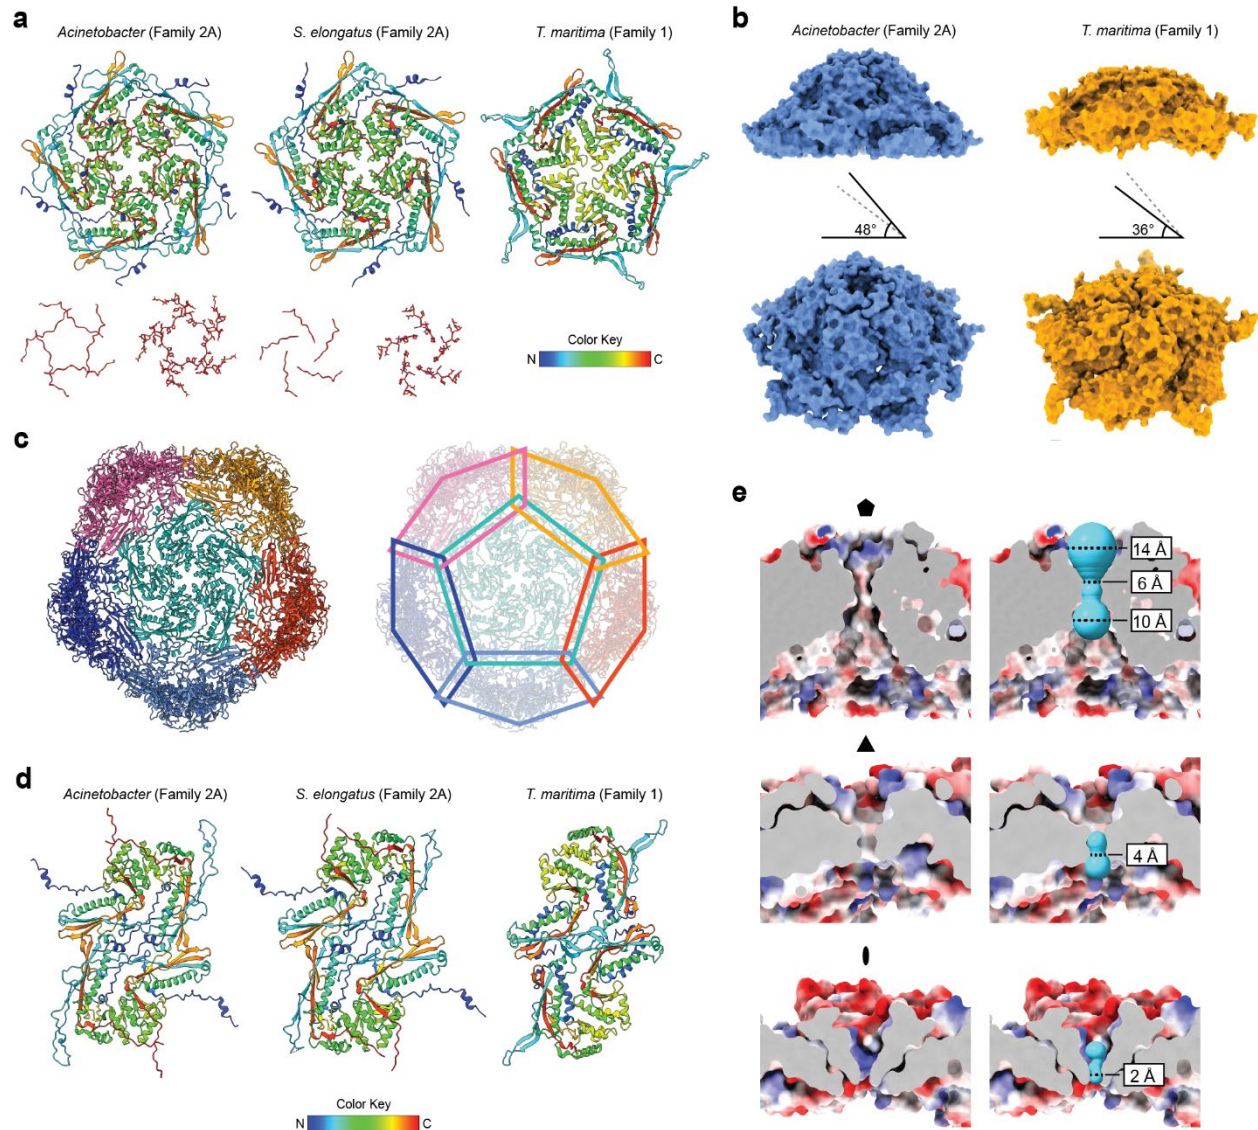 a
Acinetobacter (Family 2A)
S. elongatus (Family 2A)
T. maritima (Family 1)
Color Key
N
C
b
Acinetobacter (Family 2A)
T. maritima (Family 1)
48°
36°
c
d
Acinetobacter (Family 2A)
S. elongatus (Family 2A)
T. maritima (Family 1)
Color Key
N
C
e
14 Å
6 Å
10 Å
4 Å
2 Å